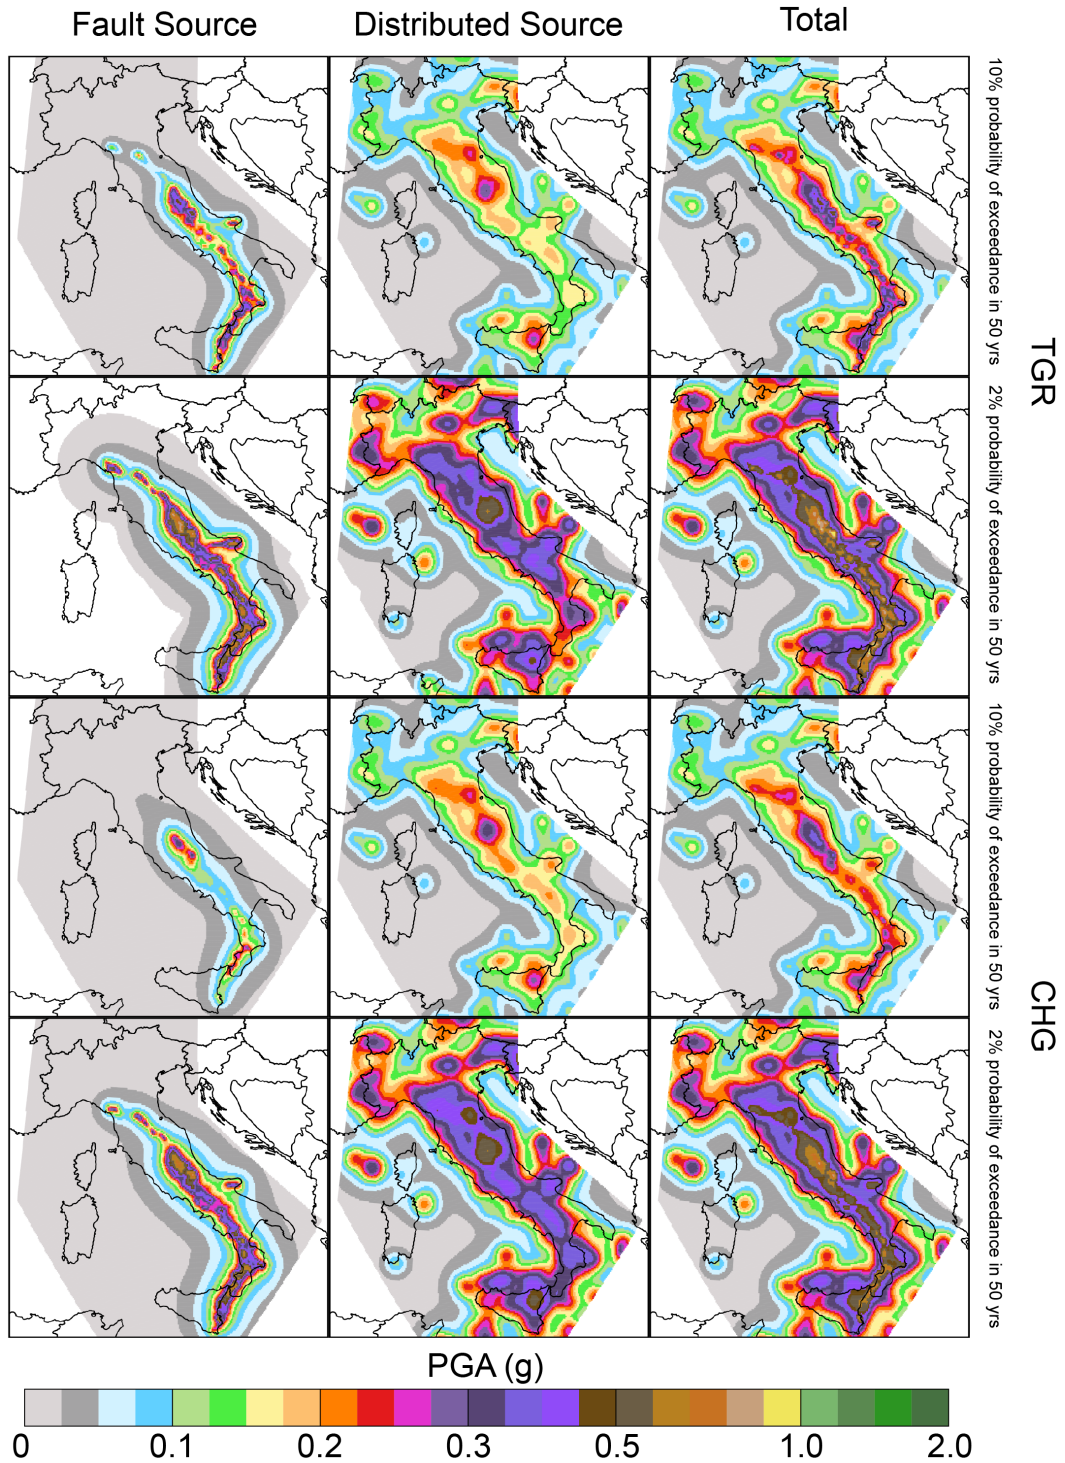 Fault Source
Distributed Source
Total
10% probability of exceedance in 50 yrs
TGR
2% probability of exceedance in 50 yrs
10% probability of exceedance in 50 yrs
CHG
2% probability of exceedance in 50 yrs
PGA (g)
0 0.1 0.2 0.3 0.5 1.0 2.0